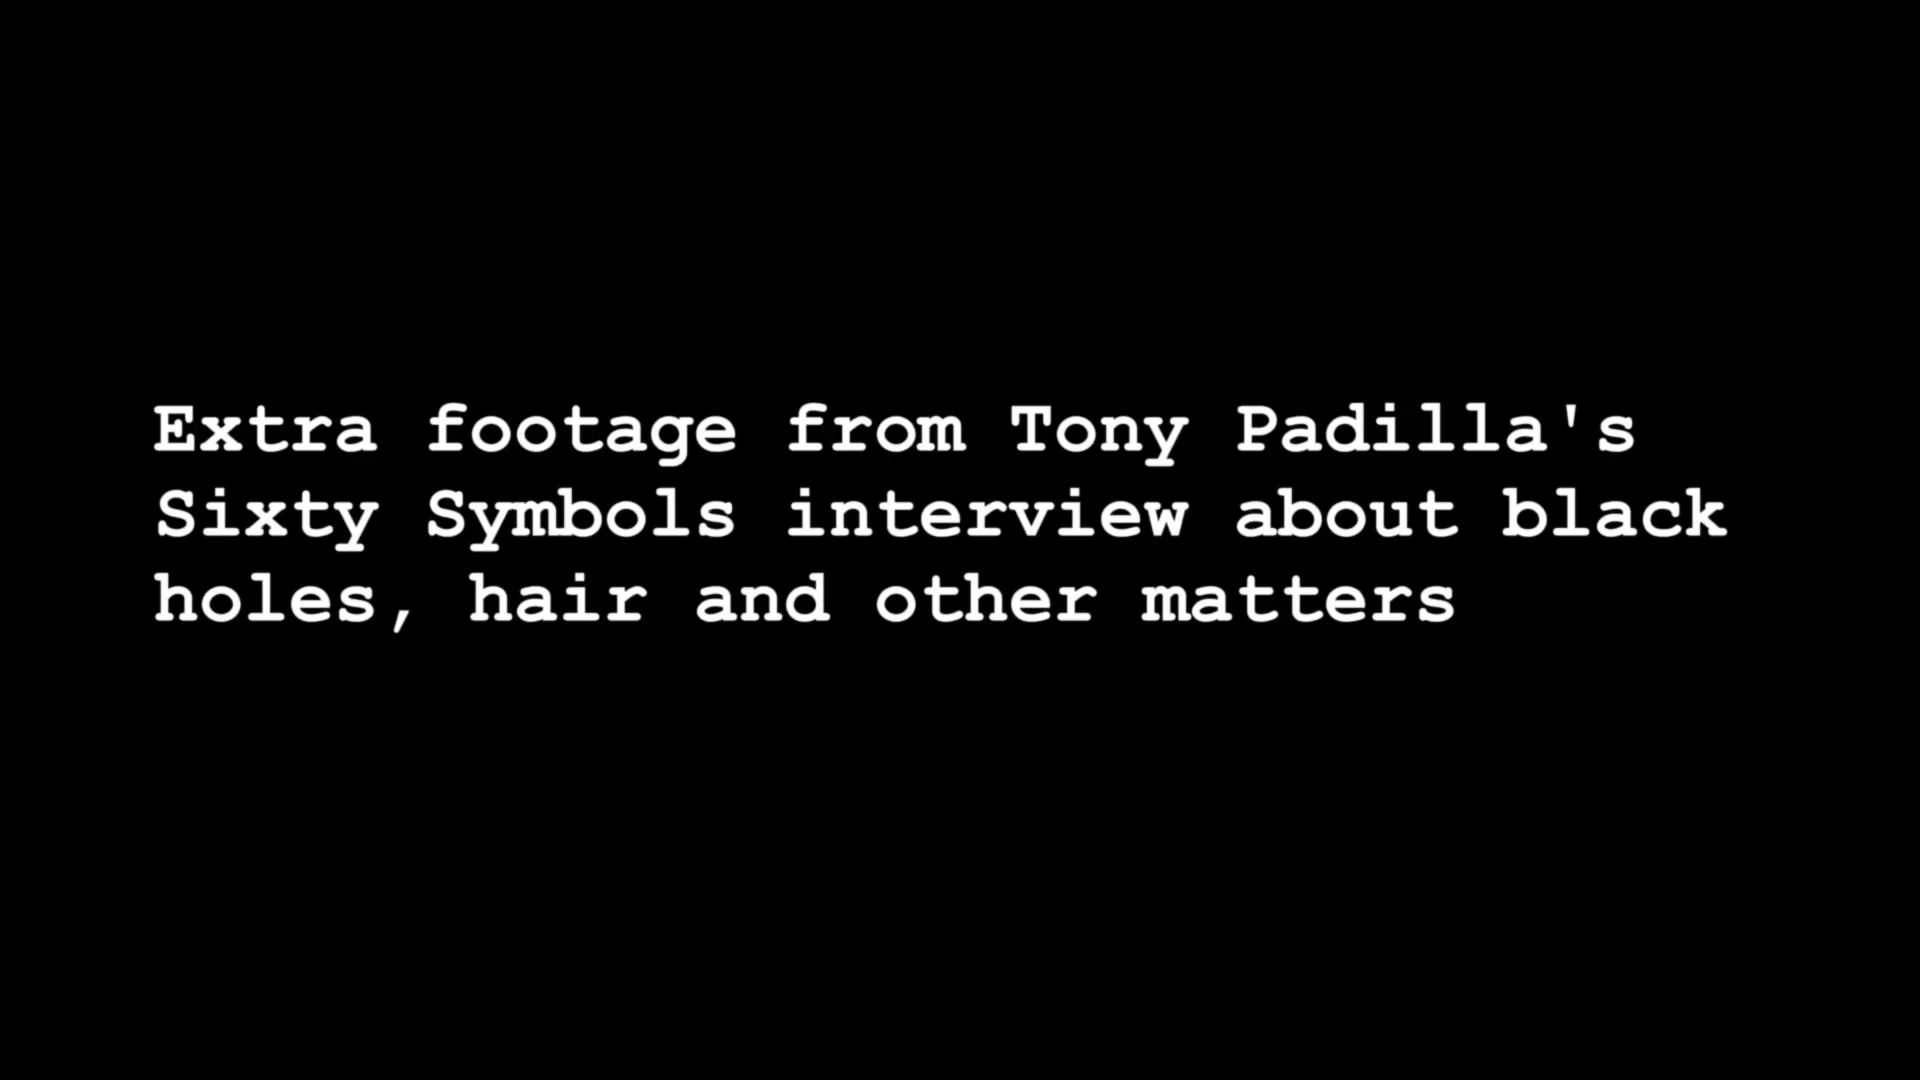 Extra footage from Tony Padilla's
Sixty Symbols interview about black
holes, hair and other matters